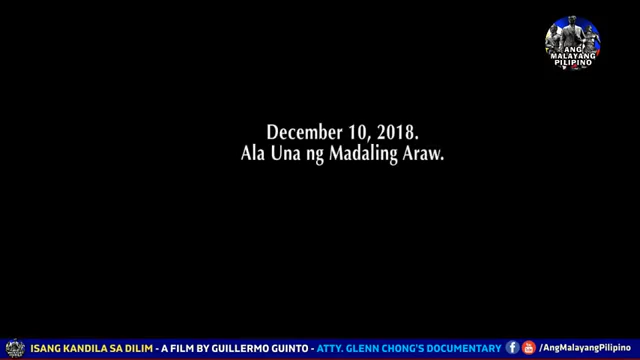 ANG
MALAYANG
PILIPINO
December 10, 2018.
Ala Una ng Madaling Araw.
ISANG KANDILA SA DILIM - A FILM BY GUILLERMO GUINTO - ATTY. GLENN CHONG'S DOCUMENTARY /AngMalayangPilipino